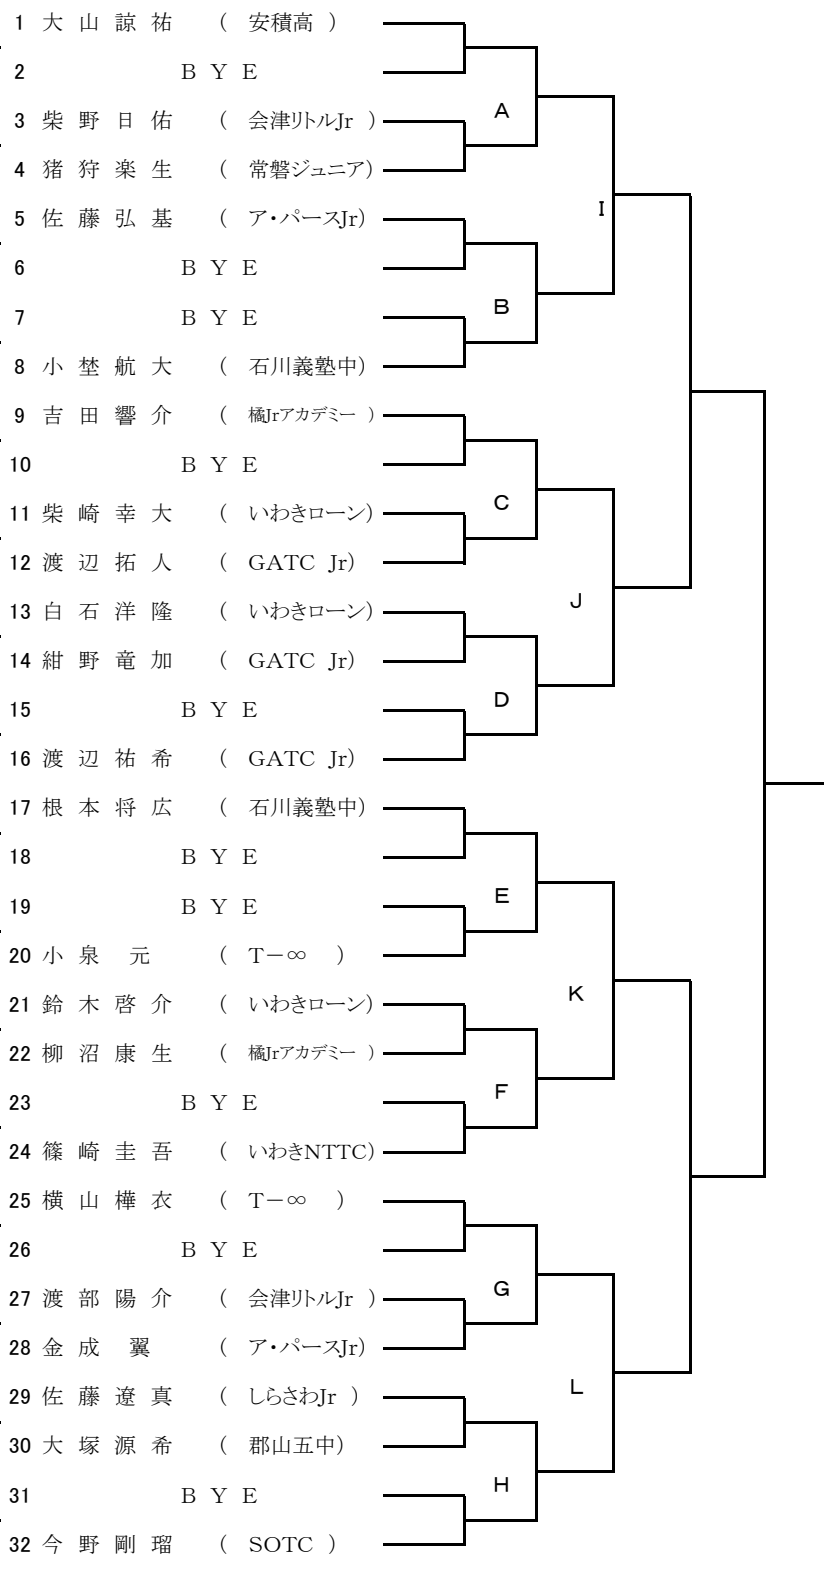 1 大山諒祐 （ 安積高 ）
2 ＢＹＥ
A
3 柴野日佑 （ 会津リトルJr ）
4 猪狩楽生 （ 常磐ジュニア）
I
5 佐藤弘基 （ ア・パースJr）
6 ＢＹＥ
B
7 ＢＹＥ
8 小埜航大 （ 石川義塾中）
9 吉田響介 （ 橘Jrアカデミー ）
10 ＢＹＥ
C
11 柴崎幸大 （ いわきローン）
12 渡辺拓人 （ GATC Jr）
J
13 白石洋隆 （ いわきローン）
14 紺野竜加 （ GATC Jr）
D
15 ＢＹＥ
16 渡辺祐希 （ GATC Jr）
17 根本将広 （ 石川義塾中）
18 ＢＹＥ
E
19 ＢＹＥ
20 小泉 元 （ T－∞ ）
K
21 鈴木啓介 （ いわきローン）
22 柳沼康生 （ 橘Jrアカデミー ）
F
23 ＢＹＥ
24 篠崎圭吾 （ いわきNTTC）
25 横山樺衣 （ T－∞ ）
26 ＢＹＥ
G
27 渡部陽介 （ 会津リトルJr ）
28 金成 翼 （ ア・パースJr）
L
29 佐藤遼真 （ しらさわJr ）
30 大塚源希 （ 郡山五中）
H
31 ＢＹＥ
32 今野剛瑠 （ SOTC ）